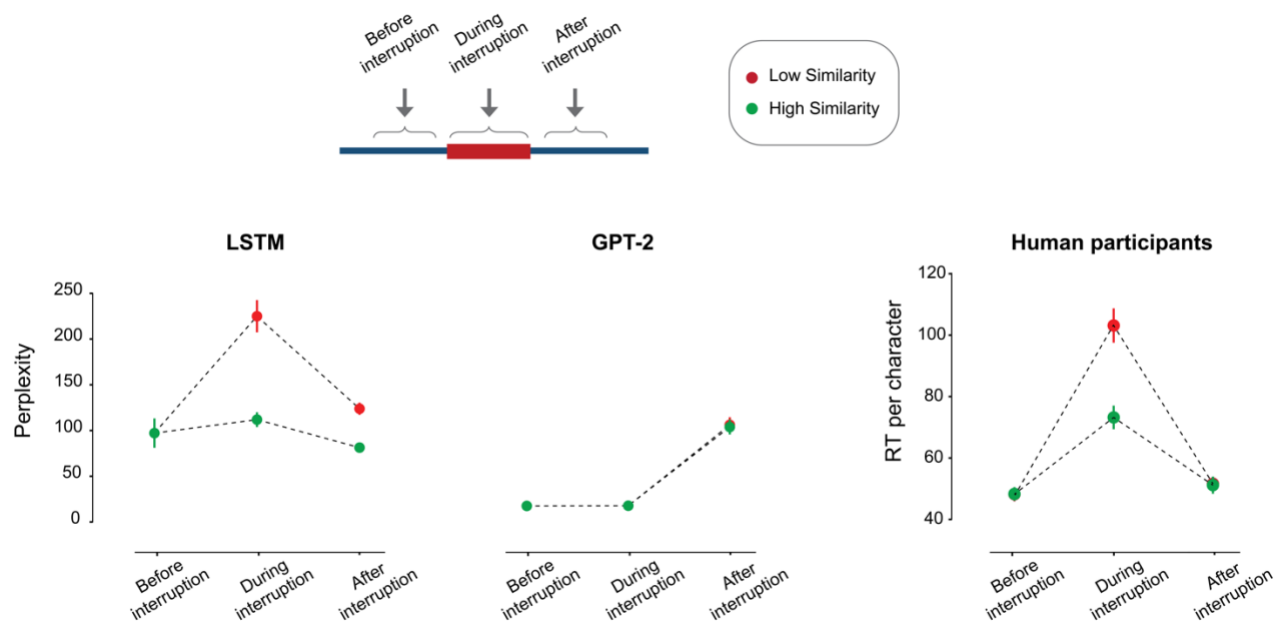 Before
interruption
During
interruption
After
interruption
Low Similarity
High Similarity
LSTM
Perplexity
250
200
150
100
50
0
Before
interruption
During
interruption
After
interruption
GPT-2
Before
interruption
During
interruption
After
interruption
Human participants
RT per character
120
100
80
60
40
Before
interruption
During
interruption
After
interruption